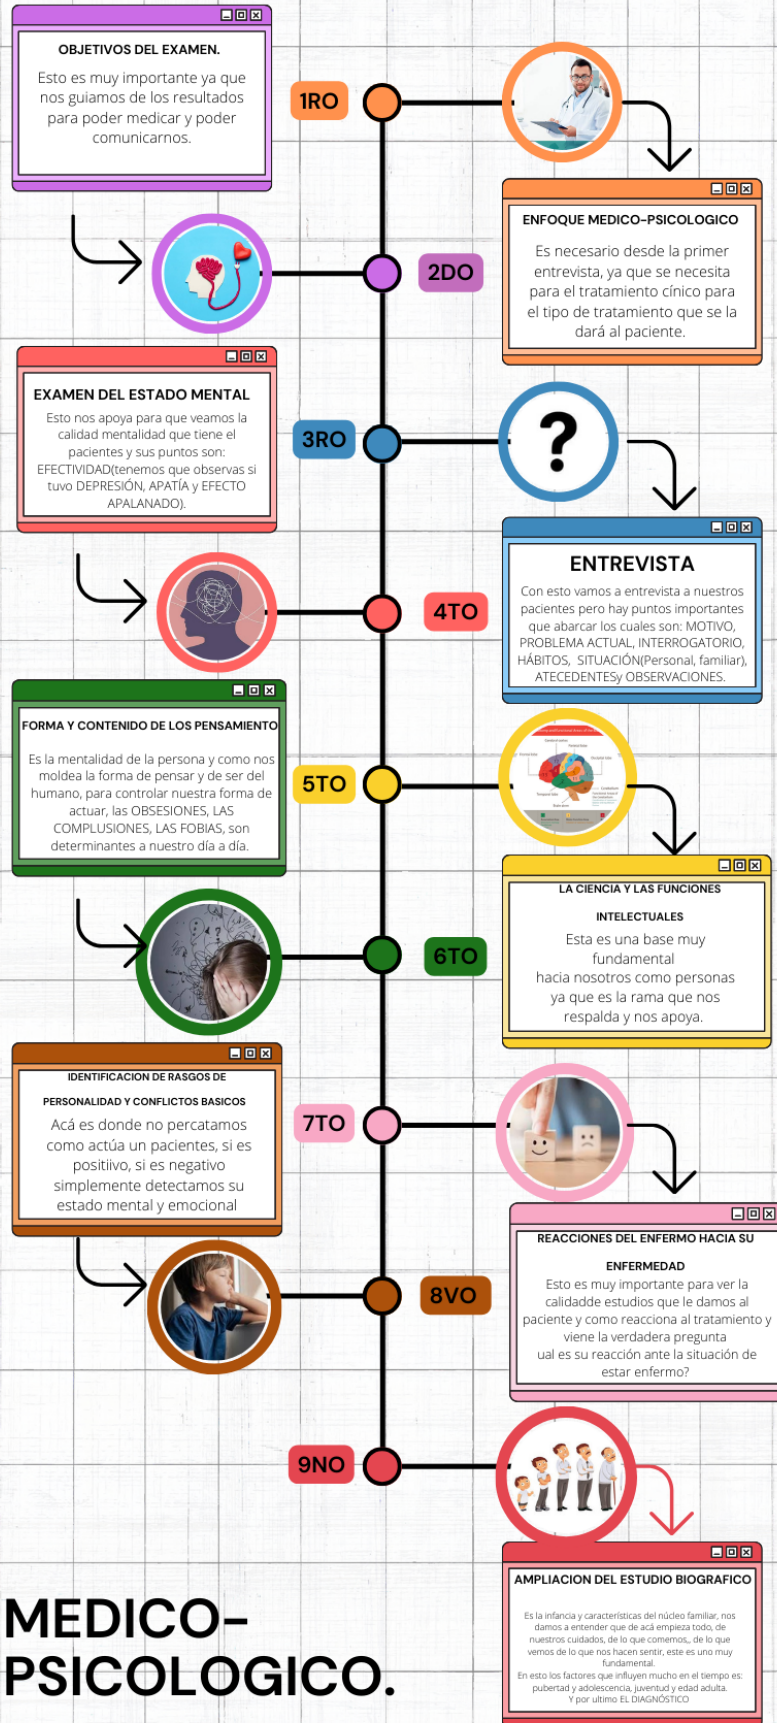 1RO
ENFOQUE MEDICO-PSICOLOGICO
Es necesario desde la primer
entrevista, ya que se necesita
para el tratamiento cínico para
el tipo de tratamiento que se la
dará al paciente.
OBJETIVOS DEL EXAMEN.
Esto es muy importante ya que
nos guiamos de los resultados
para poder medicar y poder
comunicarnos.
2DO
3RO
?
ENTREVISTA
Con esto vamos a entrevista a nuestros
pacientes pero hay puntos importantes
que abarcar los cuales son: MOTIVO,
PROBLEMA ACTUAL, INTERROGATORIO,
HÁBITOS, SITUACIÓN(Personal, familiar),
ATECEDENTESy OBSERVACIONES.
EXAMEN DEL ESTADO MENTAL
Esto nos apoya para que veamos la
calidad mentalidad que tiene el
pacientes y sus puntos son:
EFECTIVIDAD(tenemos que observas si
tuvo DEPRESIÓN, APATÍA y EFECTO
APALANADO).
4TO
5TO
LA CIENCIA Y LAS FUNCIONES
INTELECTUALES
Esta es una base muy
fundamental
hacia nosotros como personas
ya que es la rama que nos
respalda y nos apoya.
FORMA Y CONTENIDO DE LOS PENSAMIENTO
Es la mentalidad de la persona y como nos
moldea la forma de pensar y de ser del
humano, para controlar nuestra forma de
actuar, las OBSESIONES, LAS
COMPLUSIONES, LAS FOBIAS, son
determinantes a nuestro día a día.
6TO
7TO
REACCIONES DEL ENFERMO HACIA SU
ENFERMEDAD
Esto es muy importante para ver la
calidadde estudios que le damos al
paciente y como reacciona al tratamiento y
viene la verdadera pregunta
ual es su reacción ante la situación de
estar enfermo?
IDENTIFICACION DE RASGOS DE
PERSONALIDAD Y CONFLICTOS BASICOS
Acá es donde no percatamos
como actúa un pacientes, si es
positiivo, si es negativo
simplemente detectamos su
estado mental y emocional
8VO
9NO
AMPLIACION DEL ESTUDIO BIOGRAFICO
Es la infancia y características del núcleo familiar, nos
damos a entender que de acá empieza todo, de
nuestros cuidados, de lo que comemos,, de lo que
vemos de lo que nos hacen sentir, este es uno muy
fundamental.
En esto los factores que influyen mucho en el tiempo es:
pubertad y adolescencia, juventud y edad adulta.
Y por ultimo EL DIAGNÓSTICO
MEDICO-
PSICOLOGICO.